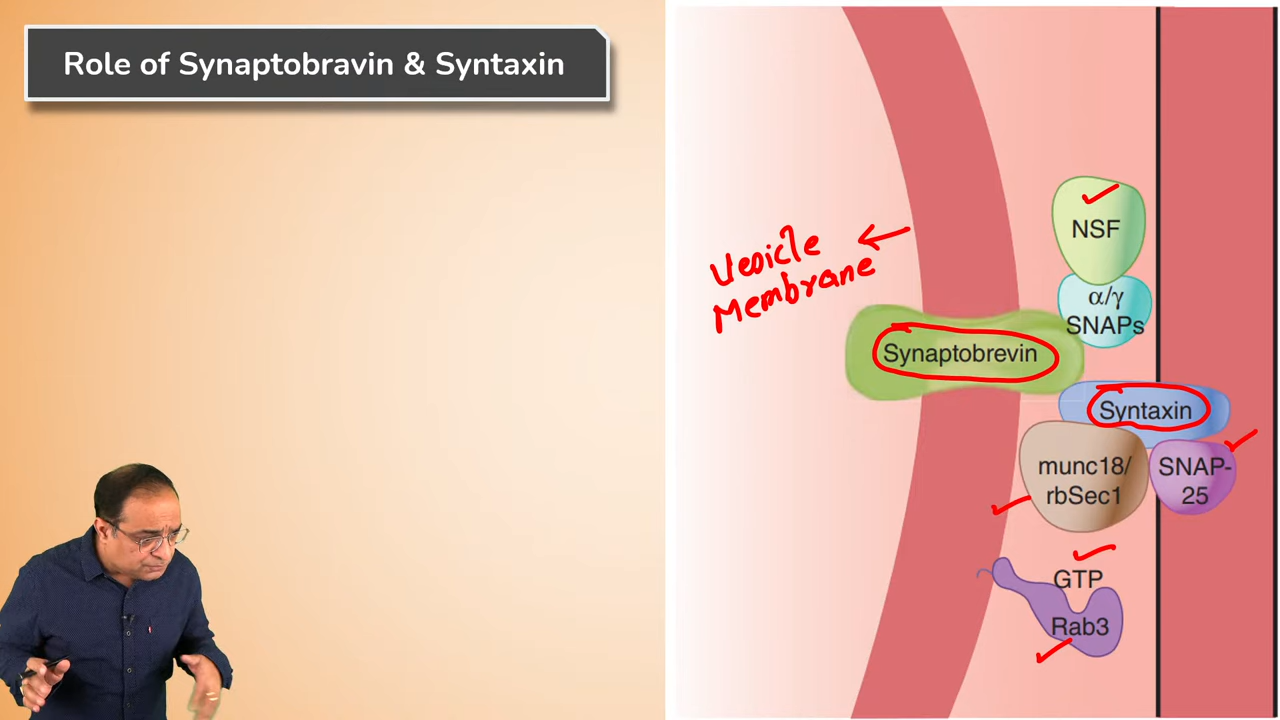 Role of Synaptobravin & Syntaxin
NSF
α/γ
SNAPs
Vesicle
Membrane
Synaptobrevin
Syntaxin
munc18/
rbSec1
SNAP-
25
GTP
Rab3